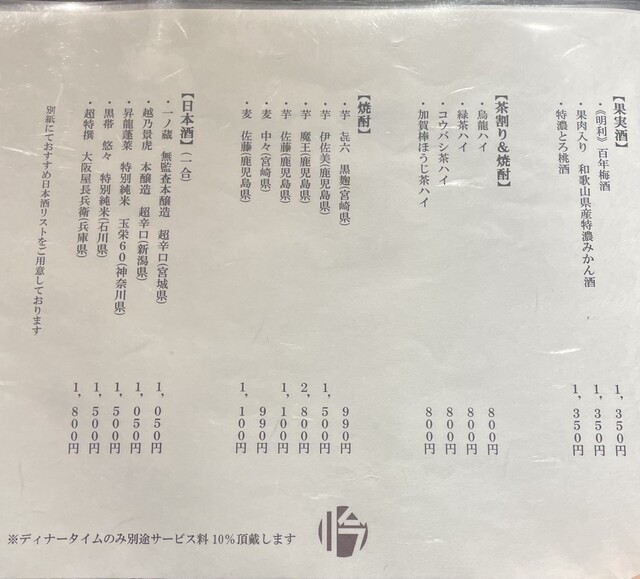 【果実酒】
・《明利》百年梅酒　1,350円
・果肉入り　和歌山県産特濃みかん酒　1,350円
・特濃とろ桃酒　1,350円
【茶割り＆焼酎】
・烏龍ハイ　800円
・緑茶ハイ　800円
・コウバシ茶ハイ　800円
・加賀棒ほうじ茶ハイ　800円
【焼酎】
・芋　㐂六　黒麹(宮崎県)　990円
・芋　伊佐美(鹿児島県)　1,500円
・芋　魔王(鹿児島県)　2,800円
・芋　佐藤(鹿児島県)　1,100円
・麦　中々(宮崎県)　990円
・麦　佐藤(鹿児島県)　1,100円
【日本酒】(一合)
・一ノ蔵　無監査本醸造　超辛口(宮城県)　1,050円
・越乃景虎　本醸造　超辛口(新潟県)　1,050円
・昇龍蓬莱　特別純米　玉栄60(神奈川県)　1,500円
・黒帯　悠々　特別純米(石川県)　1,500円
・超特撰　大阪屋長兵衛(兵庫県)　1,800円
別紙にておすすめ日本酒リストをご用意しております
※ディナータイムのみ別途サービス料10％頂戴します